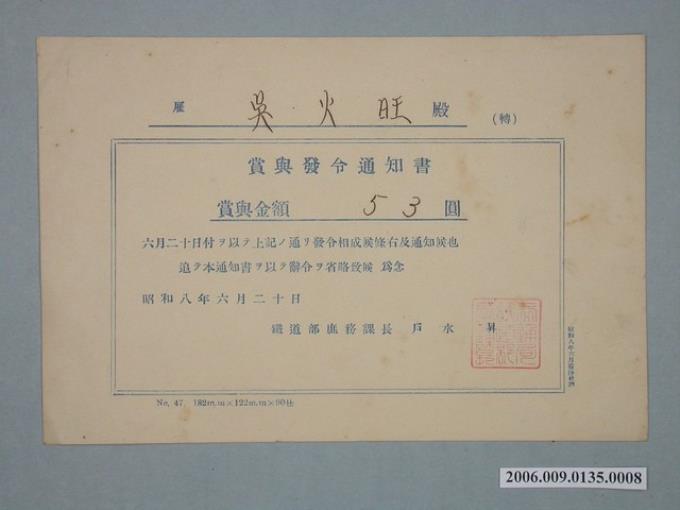 雇 吳火旺 殿 (轉)
賞與發令通知書
賞與金額 53 圓
六月二十日付ヲ以テ上記ノ通リ發令相成候條右及通知候也
追テ本通知書ヲ以テ辭令ヲ省略致候 爲念
昭和八年六月二十日
鐵道部庶務課長 戶水 昇
No. 47. 182m.m×122m.m×90仕
2006.009.0135.0008